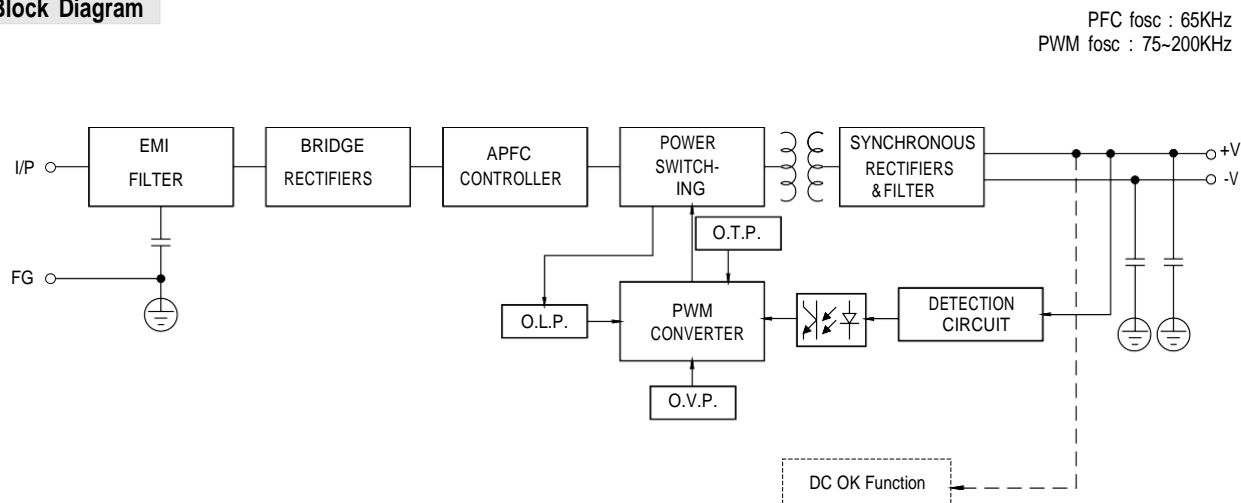 Block Diagram
PFC fosc : 65KHz
PWM fosc : 75~200KHz
I/P
EMI
FILTER
BRIDGE
RECTIFIERS
APFC
CONTROLLER
POWER
SWITCH-
ING
SYNCHRONOUS
RECTIFIERS
&FILTER
+V
-V
O.T.P.
FG
O.L.P.
PWM
CONVERTER
DETECTION
CIRCUIT
O.V.P.
DC OK Function